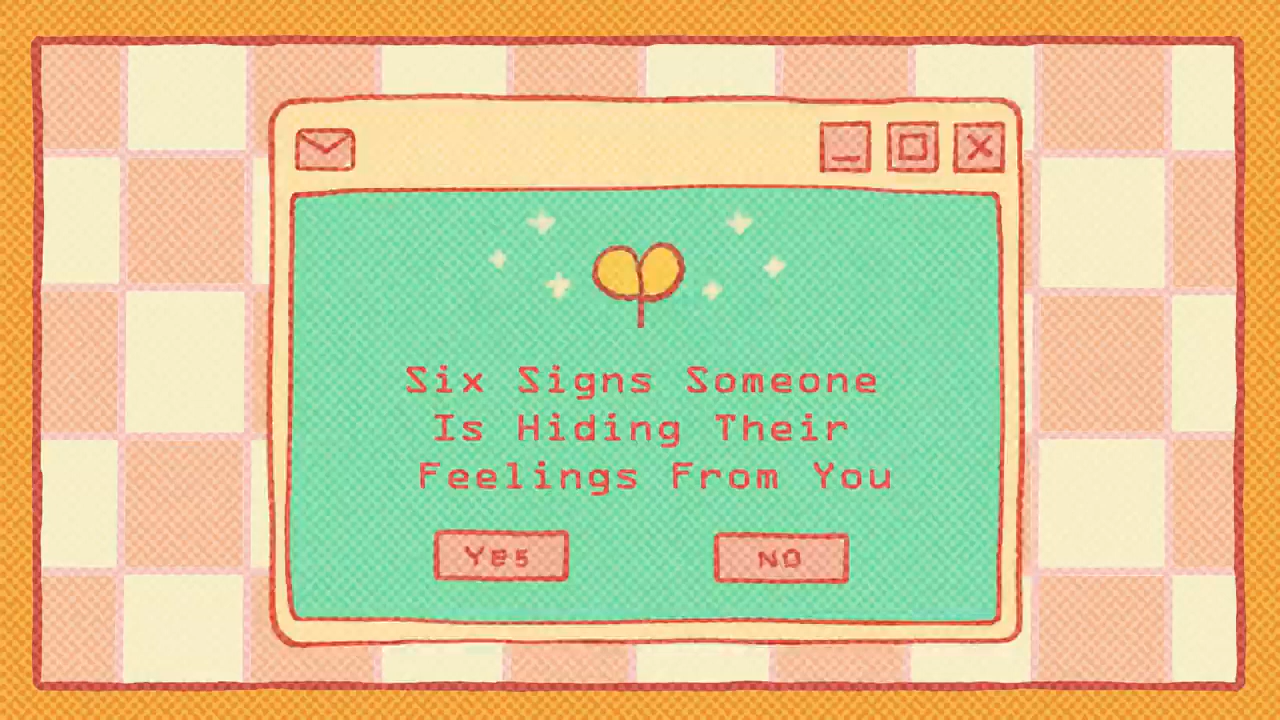 Six Signs Someone
Is Hiding Their
Feelings From You
YES NO